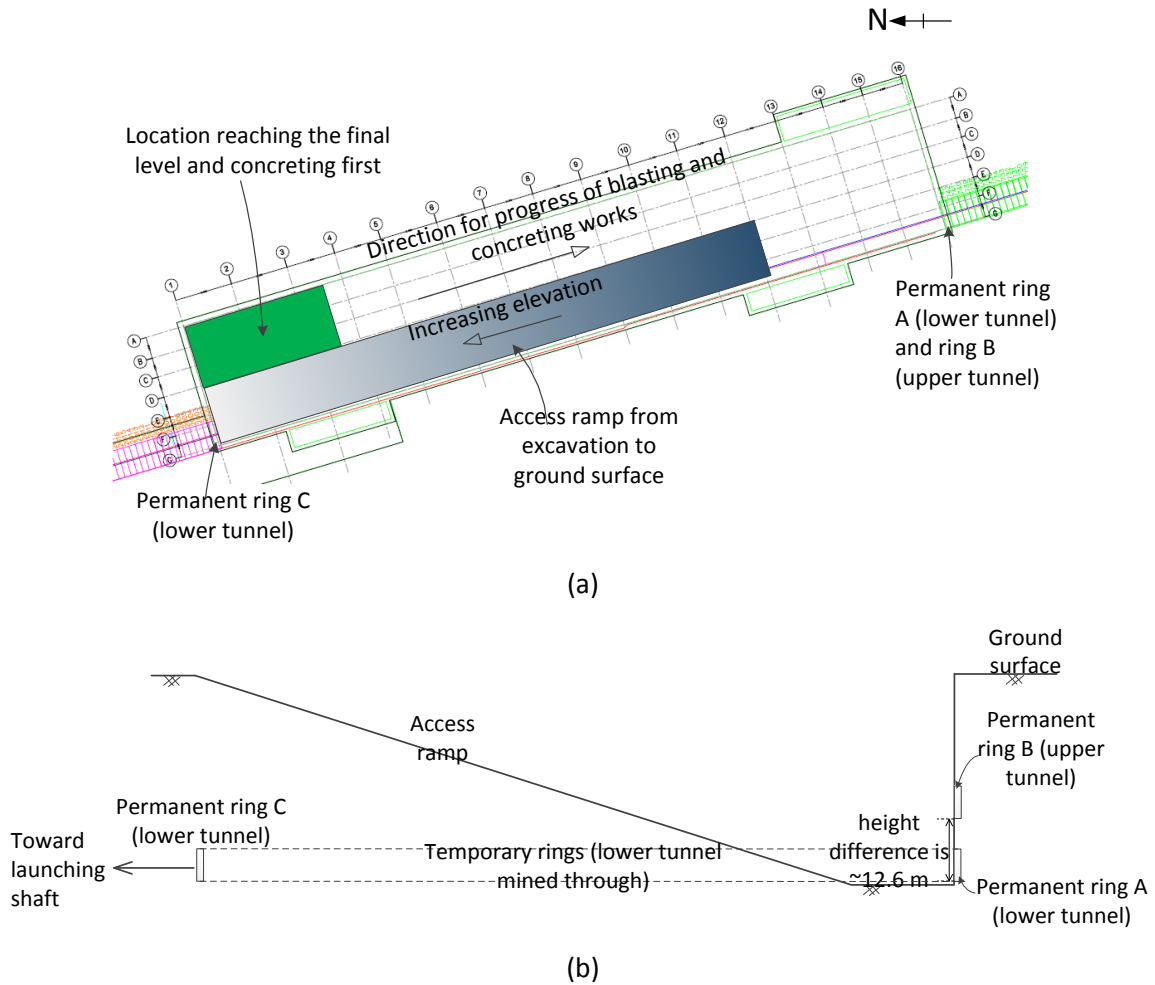 N
Location reaching the final
level and concreting first
Direction for progress of blasting and
concreting works
1
2
3
4
5
6
7
8
9
10
11
12
13
14
15
16
A
B
C
D
E
F
G
A
B
C
D
E
F
G
Increasing elevation
Permanent ring
A (lower tunnel)
and ring B
(upper tunnel)
Access ramp from
excavation to
ground surface
Permanent ring C
(lower tunnel)
(a)
Ground
surface
Access
ramp
Permanent
ring B (upper
tunnel)
Permanent ring C
(lower tunnel)
Toward
launching
shaft
Temporary rings (lower tunnel
mined through)
height
difference is
~12.6 m
Permanent ring A
(lower tunnel)
(b)